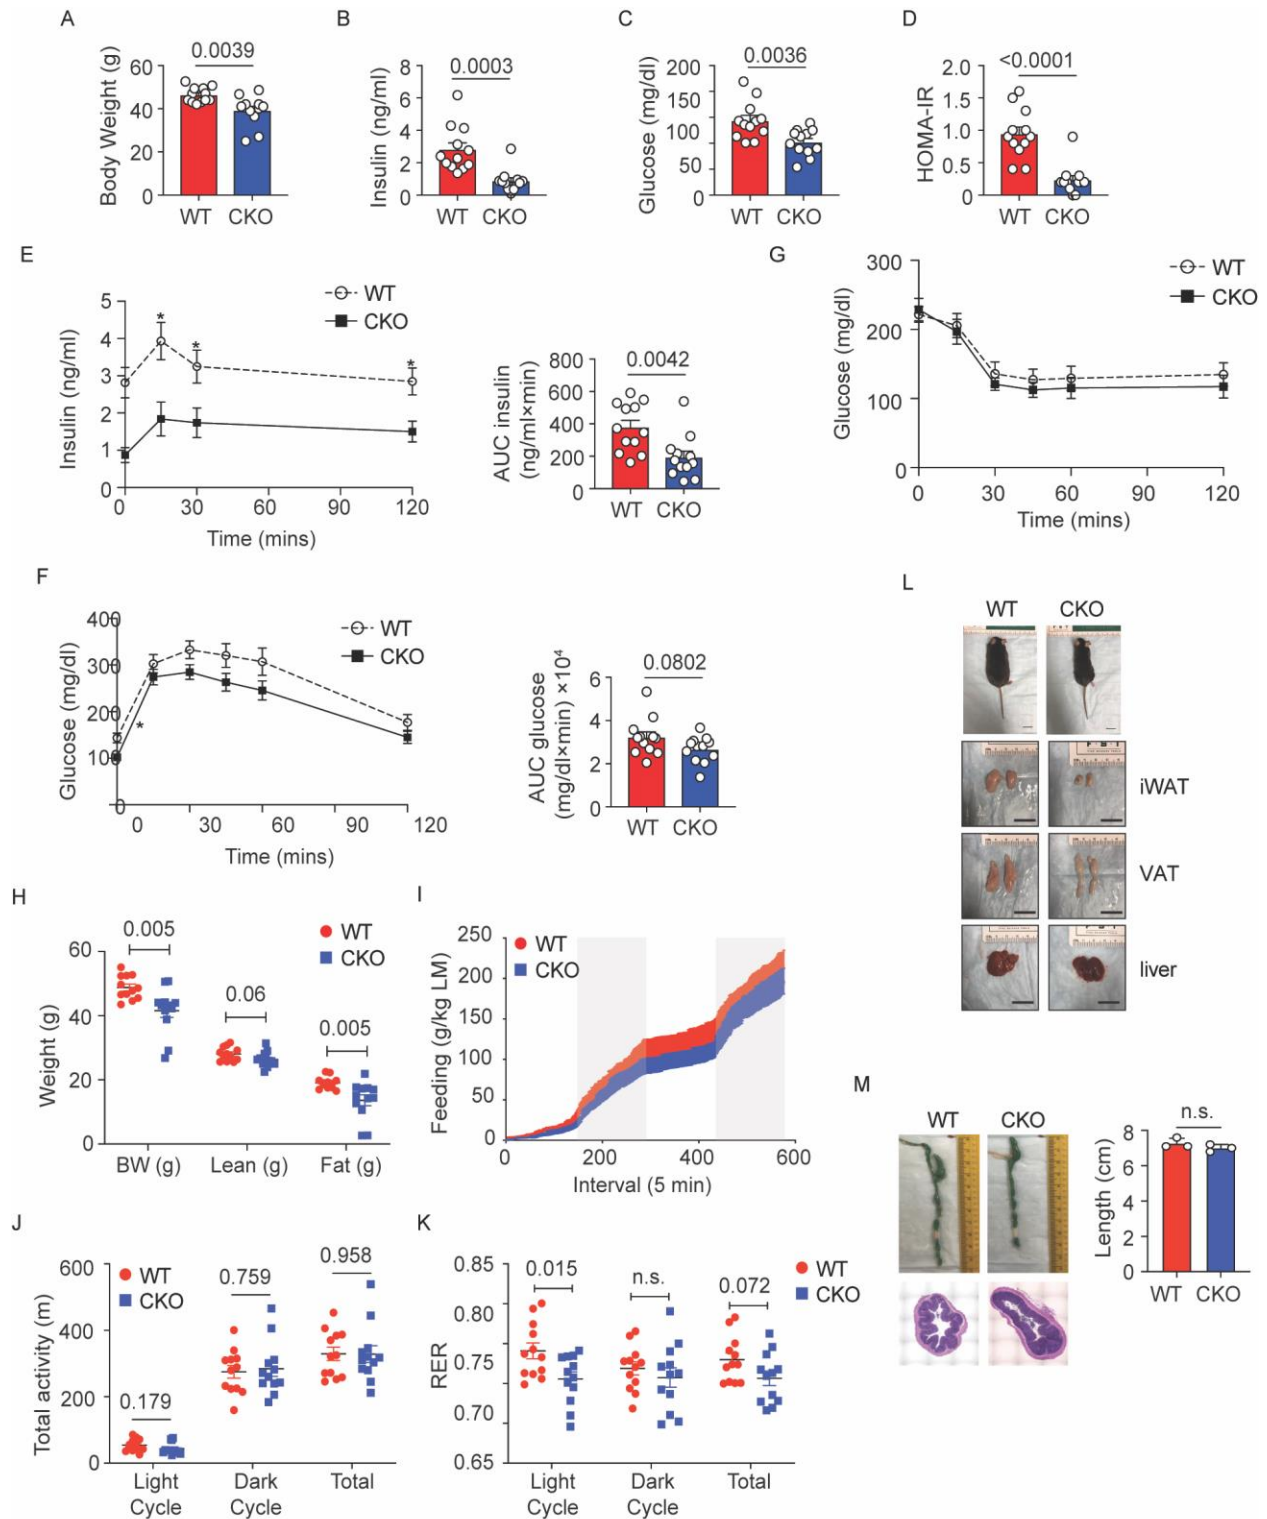 A
0.0039
Body Weight (g)
60
40
20
0
WT CKO
B
0.0003
Insulin (ng/ml)
8
6
4
2
0
WT CKO
C
0.0036
Glucose (mg/dl)
200
150
100
50
0
WT CKO
D
<0.0001
HOMA-IR
2.0
1.5
1.0
0.5
0.0
WT CKO
E
WT
CKO
Insulin (ng/ml)
5
4
3
2
1
0
* * *
0 30 60 90 120
Time (mins)
0.0042
AUC insulin
(ng/ml×min)
800
600
400
200
0
WT CKO
G
WT
CKO
Glucose (mg/dl)
300
200
100
0
0 30 60 120
Time (mins)
F
WT
CKO
Glucose (mg/dl)
400
300
200
100
0
*
0 30 60 90 120
Time (mins)
0.0802
AUC glucose
(mg/dl×min) ×10⁴
6
4
2
0
WT CKO
L
WT CKO
iWAT
VAT
liver
H
WT
CKO
0.005
0.06
0.005
Weight (g)
60
40
20
0
BW (g) Lean (g) Fat (g)
I
WT
CKO
Feeding (g/kg LM)
250
200
150
100
50
0
0 200 400 600
Interval (5 min)
M
WT CKO
n.s.
Length (cm)
8
6
4
2
0
WT CKO
J
WT
CKO
0.179
0.759
0.958
Total activity (m)
600
400
200
0
Light
Cycle
Dark
Cycle
Total
K
WT
CKO
0.015
n.s.
0.072
RER
0.85
0.80
0.75
0.70
0.65
Light
Cycle
Dark
Cycle
Total